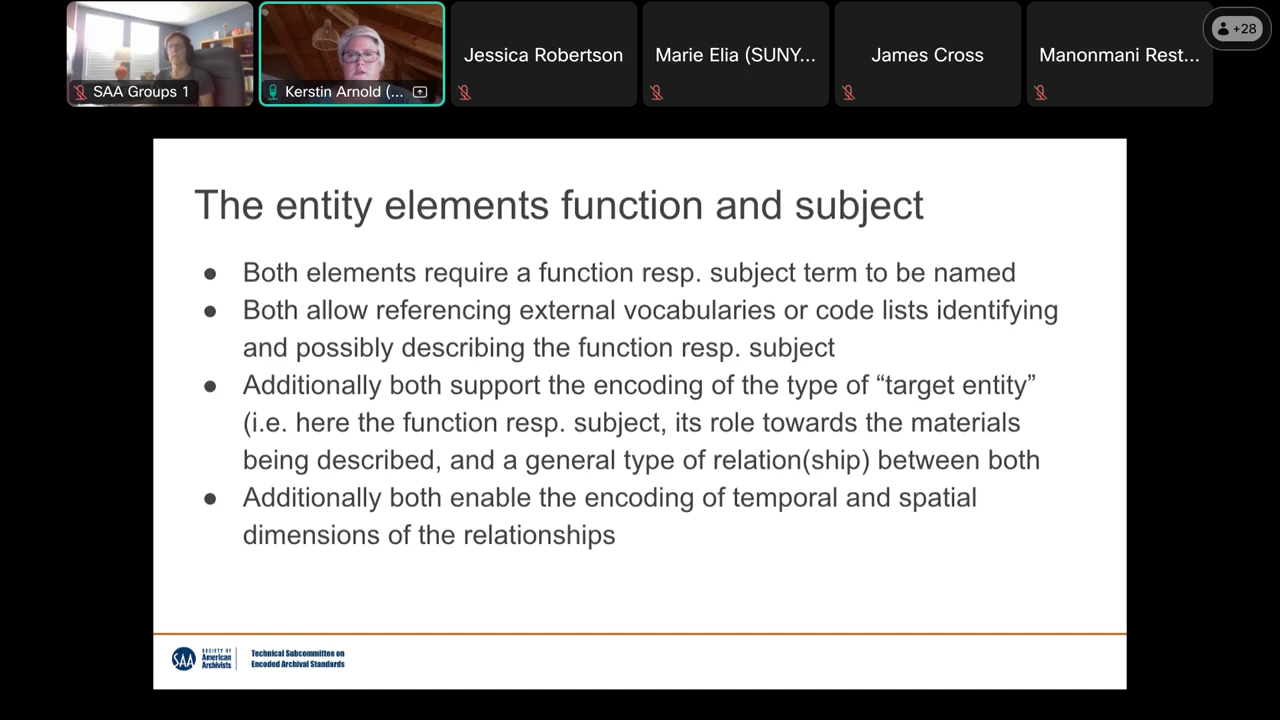 SAA Groups 1
Kerstin Arnold (...
Jessica Robertson
Marie Elia (SUNY...
James Cross
Manonmani Rest...
+28
The entity elements function and subject
● Both elements require a function resp. subject term to be named
● Both allow referencing external vocabularies or code lists identifying
and possibly describing the function resp. subject
● Additionally both support the encoding of the type of “target entity”
(i.e. here the function resp. subject, its role towards the materials
being described, and a general type of relation(ship) between both
● Additionally both enable the encoding of temporal and spatial
dimensions of the relationships
SAA
SOCIETY OF
American
Archivists
Technical Subcommittee on
Encoded Archival Standards